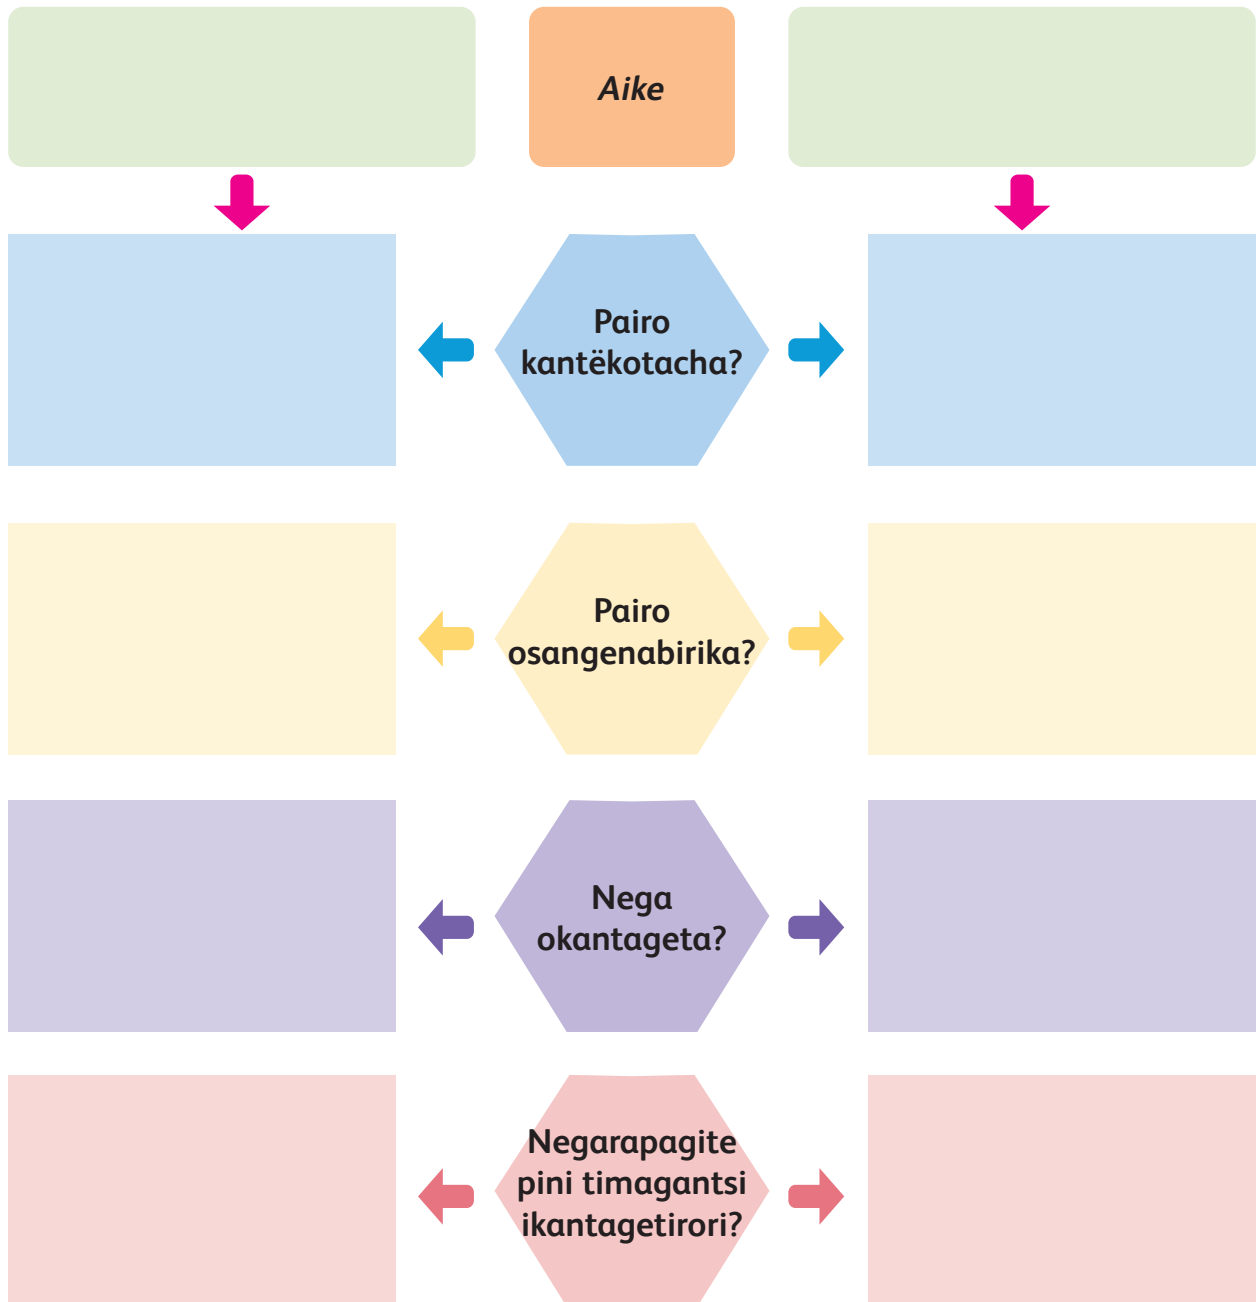 Aike
Pairo
kantëkotacha?
Pairo
osangenabirika?
Nega
okantageta?
Negarapagite
pini timagantsi
ikantagetirori?